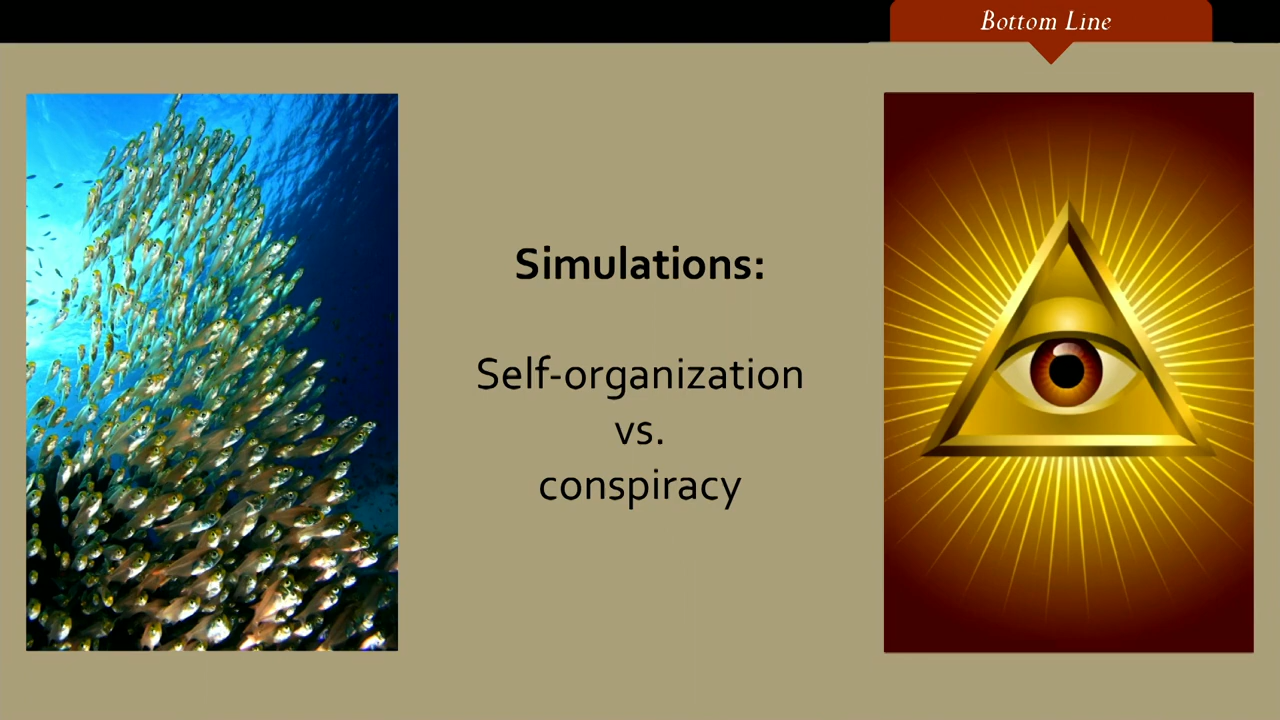 Bottom Line
Simulations:
Self-organization
vs.
conspiracy